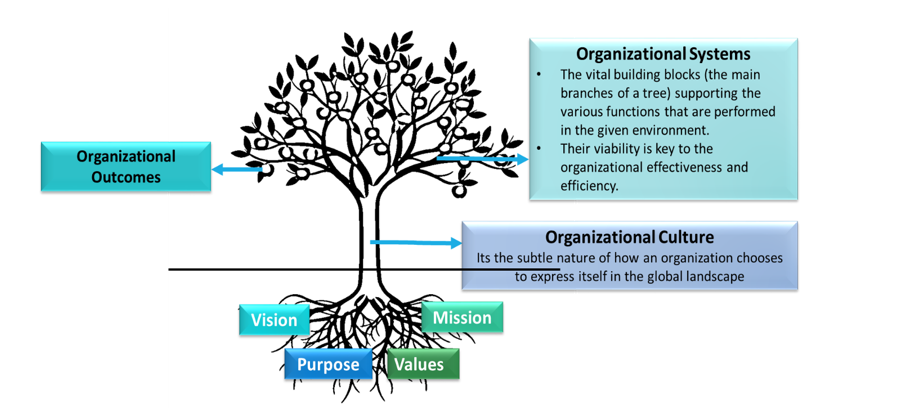 Organizational Systems
• The vital building blocks (the main
branches of a tree) supporting the
various functions that are performed
in the given environment.
• Their viability is key to the
organizational effectiveness and
efficiency.
Organizational
Outcomes
Organizational Culture
Its the subtle nature of how an organization chooses
to express itself in the global landscape
Vision
Mission
Purpose
Values